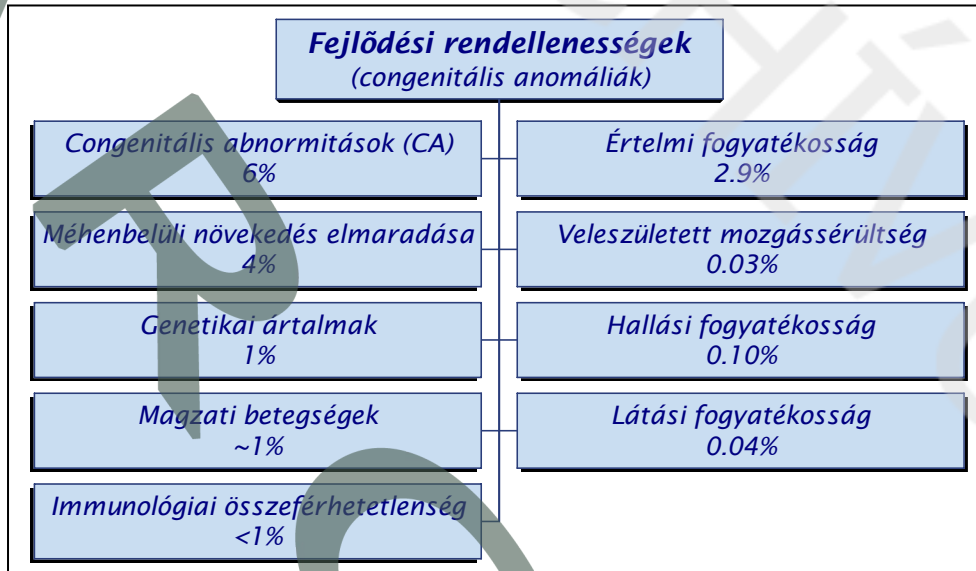 Fejlõdési rendellenességek
(congenitális anomáliák)
Congenitális abnormitások (CA)
6%
Értelmi fogyatékosság
2.9%
Méhenbelüli növekedés elmaradása
4%
Veleszületett mozgássérültség
0.03%
Genetikai ártalmak
1%
Hallási fogyatékosság
0.10%
Magzati betegségek
~1%
Látási fogyatékosság
0.04%
Immunológiai összeférhetetlenség
<1%